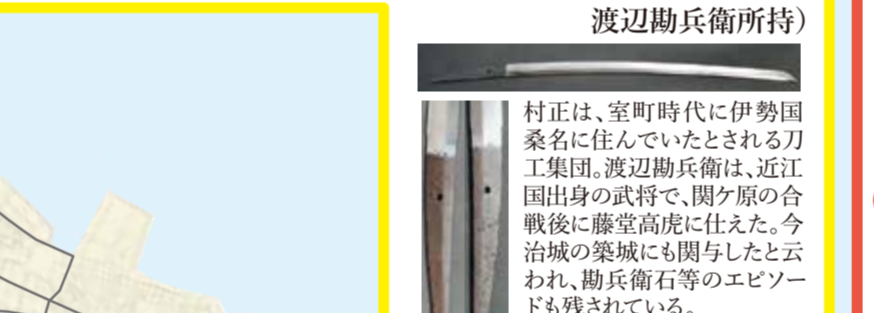 渡辺勘兵衛所持)
村正は、室町時代に伊勢国
桑名に住んでいたとされる刀
工集団。渡辺勘兵衛は、近江
国出身の武将で、関ケ原の合
戦後に藤堂高虎に仕えた。今
治城の築城にも関与したと云
われ、勘兵衛石等のエピソー
ドも残されている。